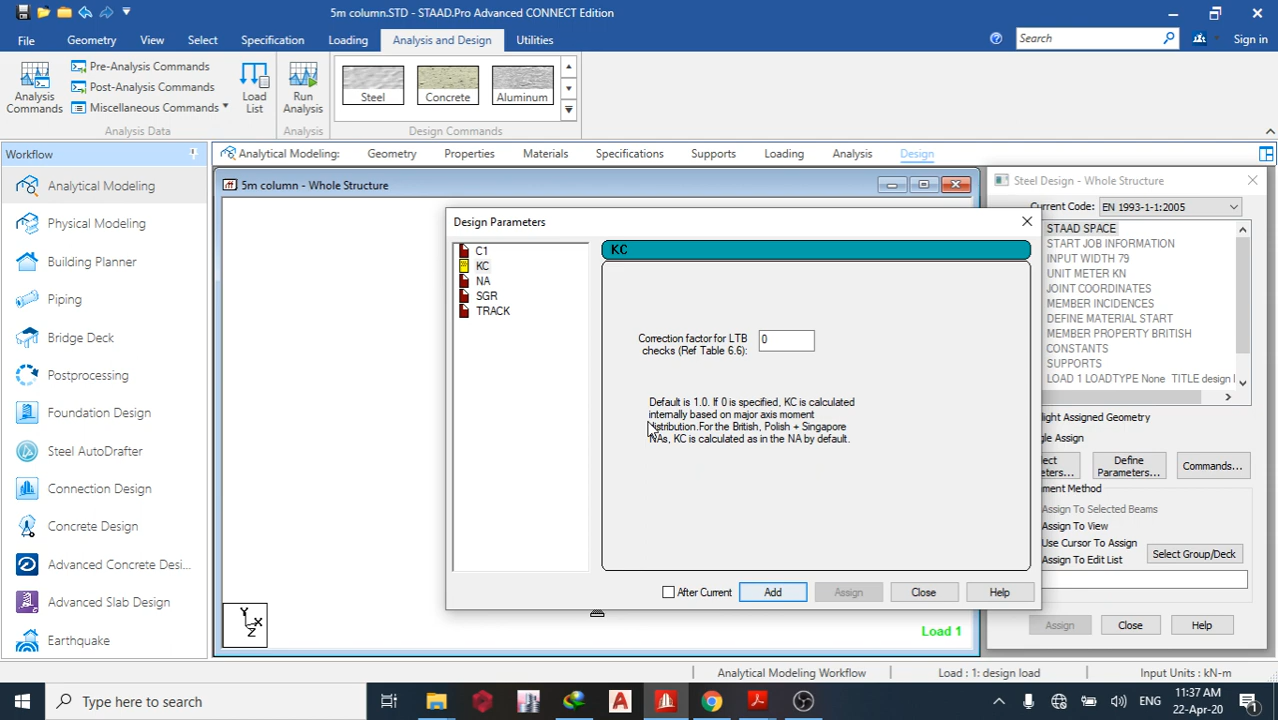 5m column.STD - STAAD.Pro Advanced CONNECT Edition
File
Geometry
View
Select
Specification
Loading
Analysis and Design
Utilities
Search
Sign in
Analysis
Commands
Pre-Analysis Commands
Post-Analysis Commands
Miscellaneous Commands
Analysis Data
Load
List
Run
Analysis
Analysis
Steel
Concrete
Aluminum
Design Commands
Workflow
Analytical Modeling:
Geometry
Properties
Materials
Specifications
Supports
Loading
Analysis
Design
Analytical Modeling
Physical Modeling
Building Planner
Piping
Bridge Deck
Postprocessing
Foundation Design
Steel AutoDrafter
Connection Design
Concrete Design
Advanced Concrete Desi...
Advanced Slab Design
Earthquake
5m column - Whole Structure
Design Parameters
C1
KC
NA
SGR
TRACK
KC
Correction factor for LTB
checks (Ref Table 6.6):
0
Default is 1.0. If 0 is specified, KC is calculated
internally based on major axis moment
distribution.For the British, Polish + Singapore
NAs, KC is calculated as in the NA by default.
After Current
Add
Assign
Close
Help
Y
X
Z
Load 1
Steel Design - Whole Structure
Current Code:
EN 1993-1-1:2005
STAAD SPACE
START JOB INFORMATION
INPUT WIDTH 79
UNIT METER KN
JOINT COORDINATES
MEMBER INCIDENCES
DEFINE MATERIAL START
MEMBER PROPERTY BRITISH
CONSTANTS
SUPPORTS
LOAD 1 LOADTYPE None TITLE design l
light Assigned Geometry
gle Assign
ect
eters...
Define
Parameters...
Commands...
ment Method
Assign To Selected Beams
Assign To View
Use Cursor To Assign
Assign To Edit List
Select Group/Deck
Assign
Close
Help
Analytical Modeling Workflow
Load : 1: design load
Input Units : kN-m
Type here to search
ENG
11:37 AM
22-Apr-20
1